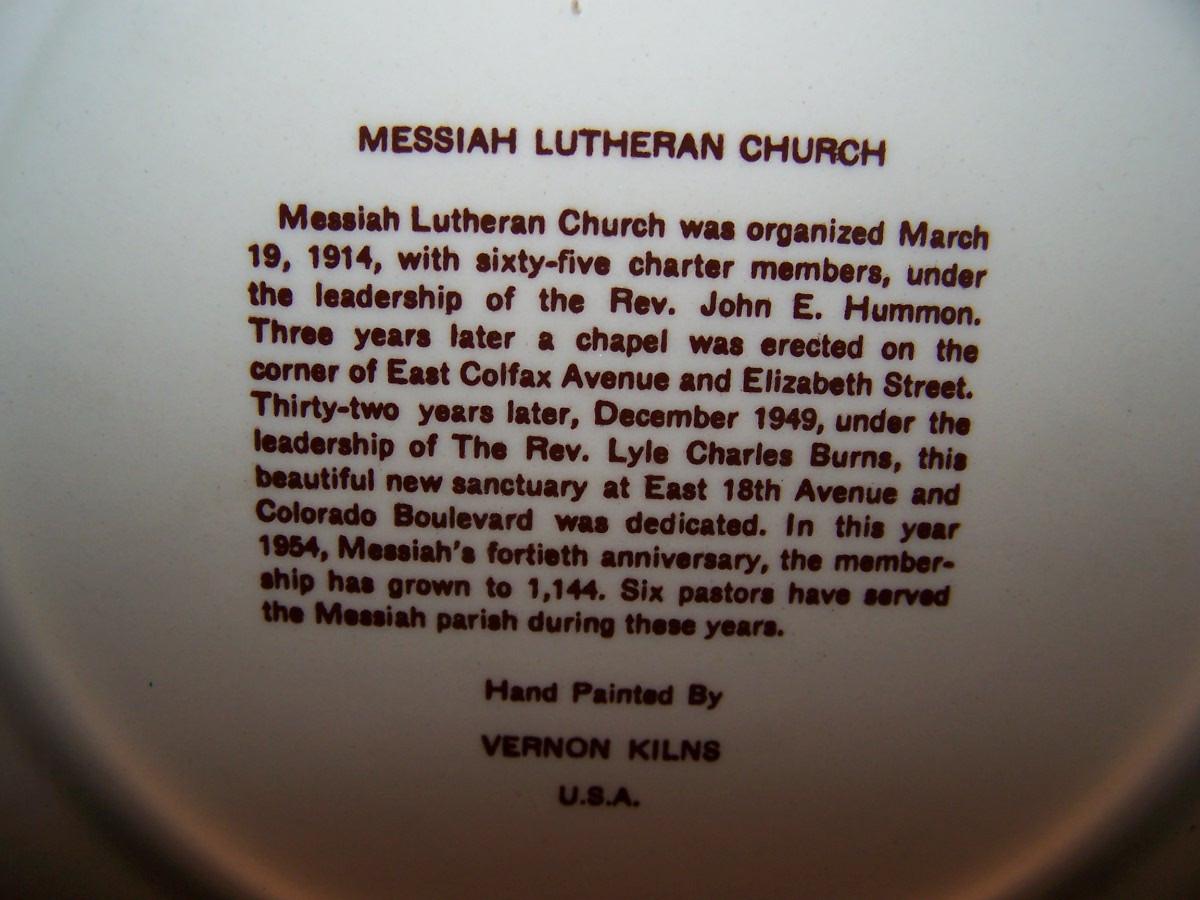 MESSIAH LUTHERAN CHURCH
Messiah Lutheran Church was organized March
19, 1914, with sixty-five charter members, under
the leadership of the Rev. John E. Hummon.
Three years later a chapel was erected on the
corner of East Colfax Avenue and Elizabeth Street.
Thirty-two years later, December 1949, under the
leadership of The Rev. Lyle Charles Burns, this
beautiful new sanctuary at East 18th Avenue and
Colorado Boulevard was dedicated. In this year
1954, Messiah's fortieth anniversary, the member-
ship has grown to 1,144. Six pastors have served
the Messiah parish during these years.
Hand Painted By
VERNON KILNS
U.S.A.